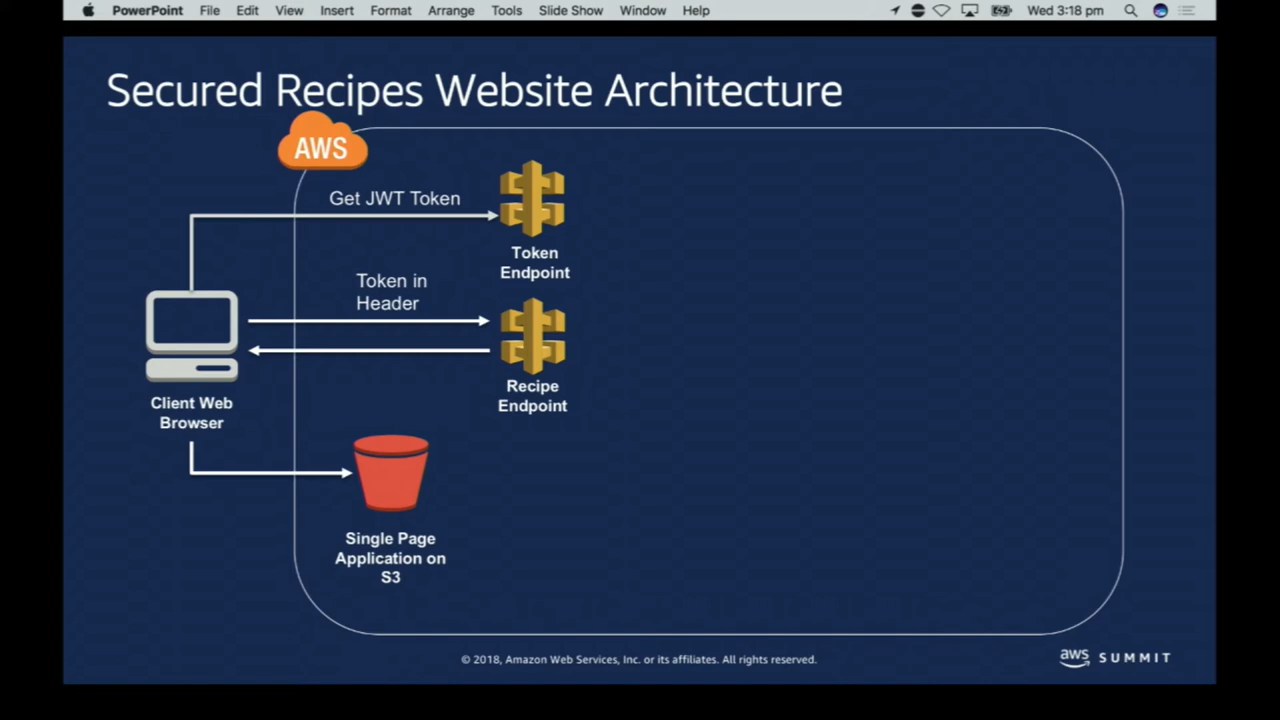 PowerPoint File Edit View Insert Format Arrange Tools Slide Show Window Help Wed 3:18 pm
Secured Recipes Website Architecture
AWS
Get JWT Token
Token
Endpoint
Token in
Header
Recipe
Endpoint
Client Web
Browser
Single Page
Application on
S3
© 2018, Amazon Web Services, Inc. or its affiliates. All rights reserved.
aws SUMMIT